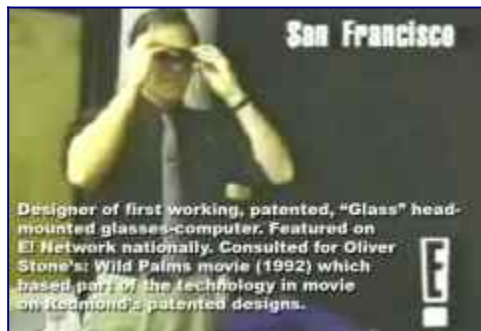 San Francisco
Designer of first working, patented, “Glass” head-
mounted glasses-computer. Featured on
E! Network nationally. Consulted for Oliver
Stone's: Wild Palms movie (1992) which
based part of the technology in movie
on Redmond's patented designs.
E!